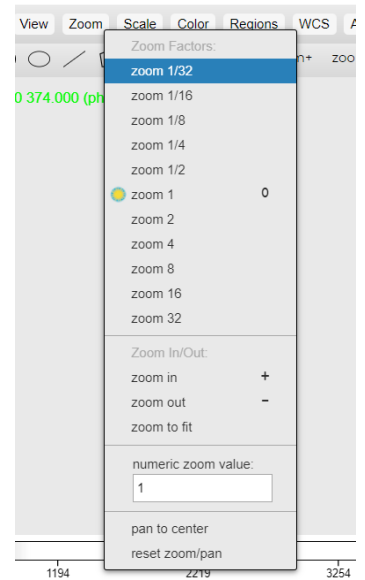 View Zoom Scale Color Regions WCS
Zoom Factors:
zoom 1/32
zoom 1/16
0 374.000 (ph
zoom 1/8
zoom 1/4
zoom 1/2
zoom 1 0
zoom 2
zoom 4
zoom 8
zoom 16
zoom 32
Zoom In/Out:
zoom in +
zoom out -
zoom to fit
numeric zoom value:
1
pan to center
reset zoom/pan
1194 2219 3254